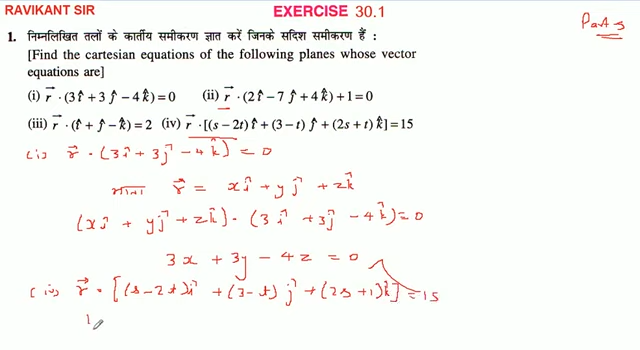 RAVIKANT SIR
EXERCISE 30.1
Part-5
1. निम्नलिखित तलों के कार्तीय समीकरण ज्ञात करें जिनके सदिश समीकरण हैं :
[Find the cartesian equations of the following planes whose vector
equations are]
(i) r⃗ · (3î + 3ĵ − 4k̂) = 0 (ii) r⃗ · (2î − 7ĵ + 4k̂) + 1 = 0
(iii) r⃗ · (î + ĵ − k̂) = 2 (iv) r⃗ · [(s − 2t)î + (3 − t)ĵ + (2s + t)k̂] = 15
(i) r⃗ · (3î + 3ĵ − 4k̂) = 0
माना r⃗ = xî + yĵ + zk̂
(xî + yĵ + zk̂) · (3î + 3ĵ − 4k̂) = 0
3x + 3y − 4z = 0
(iv) r⃗ · [(s − 2t)î + (3 − t)ĵ + (2s + 1)k̂] = 15